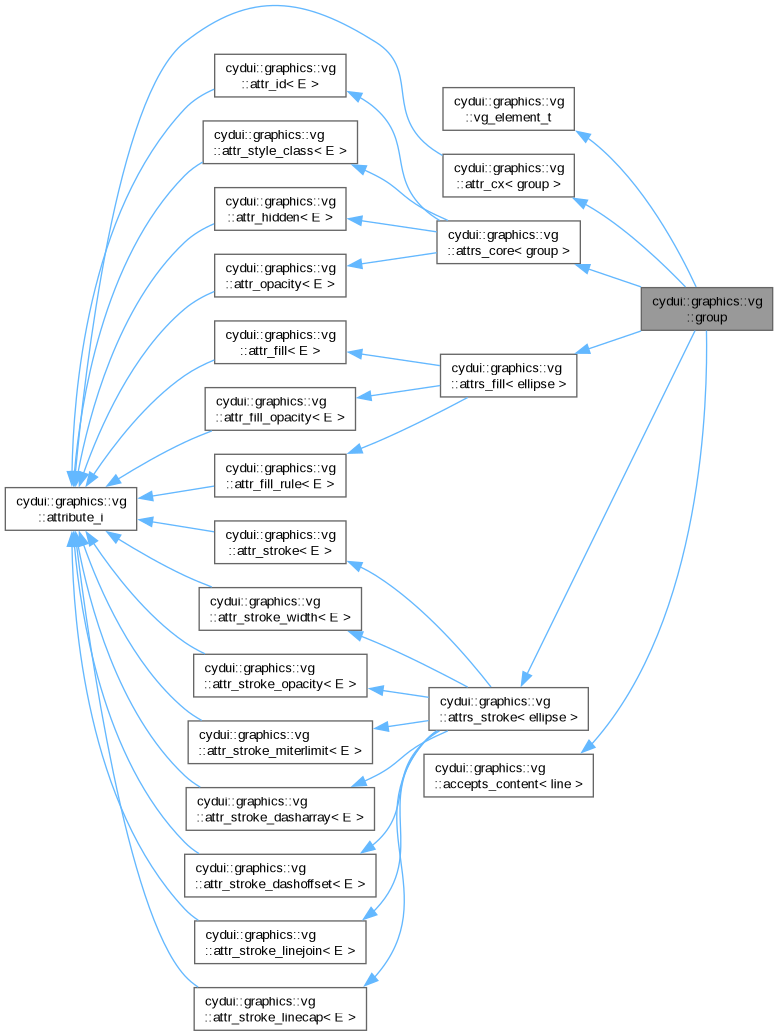 cydui::graphics::vg
::attr_id< E >
cydui::graphics::vg
::attr_style_class< E >
cydui::graphics::vg
::attr_hidden< E >
cydui::graphics::vg
::attr_opacity< E >
cydui::graphics::vg
::attr_fill< E >
cydui::graphics::vg
::attr_fill_opacity< E >
cydui::graphics::vg
::attr_fill_rule< E >
cydui::graphics::vg
::attribute_i
cydui::graphics::vg
::attr_stroke< E >
cydui::graphics::vg
::attr_stroke_width< E >
cydui::graphics::vg
::attr_stroke_opacity< E >
cydui::graphics::vg
::attr_stroke_miterlimit< E >
cydui::graphics::vg
::attr_stroke_dasharray< E >
cydui::graphics::vg
::attr_stroke_dashoffset< E >
cydui::graphics::vg
::attr_stroke_linejoin< E >
cydui::graphics::vg
::attr_stroke_linecap< E >
cydui::graphics::vg
::vg_element_t
cydui::graphics::vg
::attr_cx< group >
cydui::graphics::vg
::attrs_core< group >
cydui::graphics::vg
::attrs_fill< ellipse >
cydui::graphics::vg
::attrs_stroke< ellipse >
cydui::graphics::vg
::accepts_content< line >
cydui::graphics::vg
::group